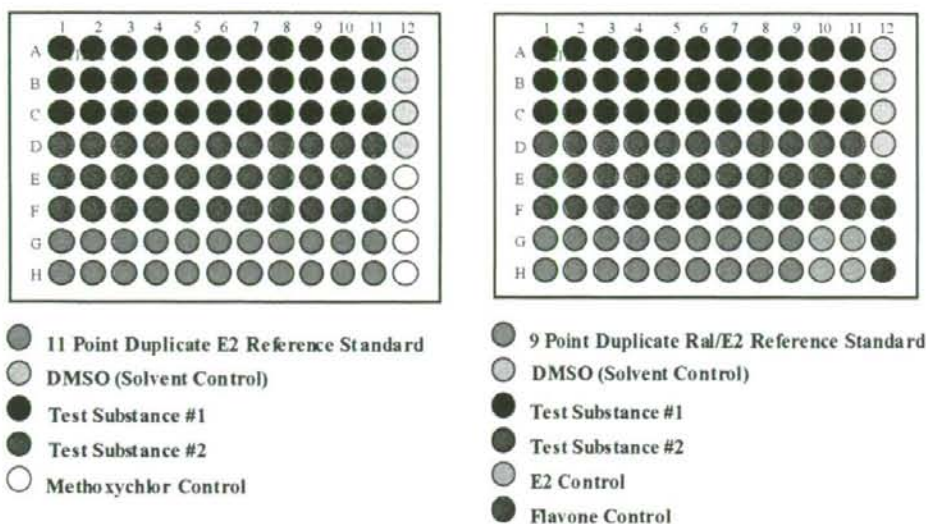 1 2 3 4 5 6 7 8 9 10 11 12
A
B
C
D
E
F
G
H
11 Point Duplicate E2 Reference Standard
DMSO (Solvent Control)
Test Substance #1
Test Substance #2
Methoxychlor Control
1 2 3 4 5 6 7 8 9 10 11 12
A
B
C
D
E
F
G
H
9 Point Duplicate Ral/E2 Reference Standard
DMSO (Solvent Control)
Test Substance #1
Test Substance #2
E2 Control
Flavone Control